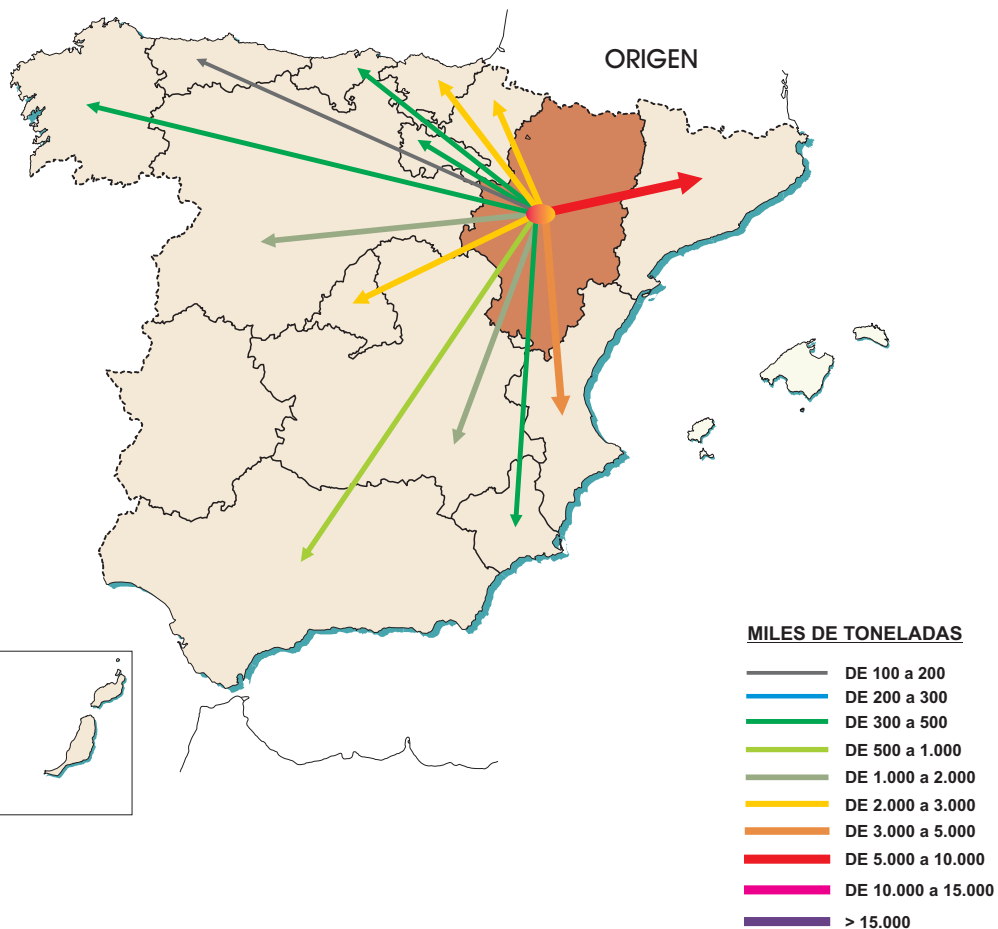 ORIGEN
MILES DE TONELADAS
DE 100 a 200
DE 200 a 300
DE 300 a 500
DE 500 a 1.000
DE 1.000 a 2.000
DE 2.000 a 3.000
DE 3.000 a 5.000
DE 5.000 a 10.000
DE 10.000 a 15.000
> 15.000